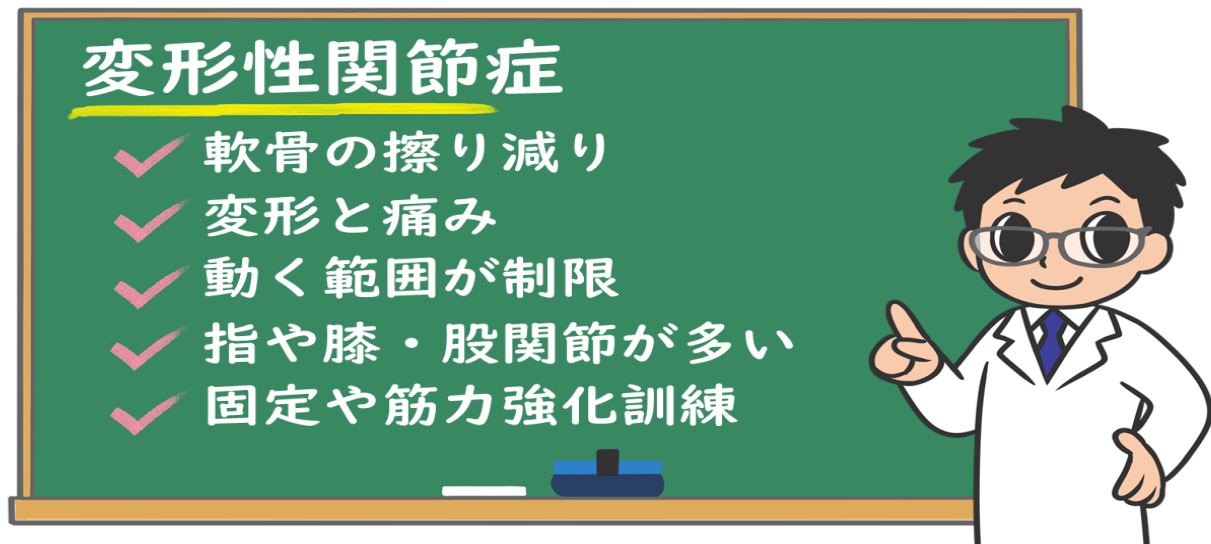 変形性関節症
軟骨の擦り減り
変形と痛み
動く範囲が制限
指や膝・股関節が多い
固定や筋力強化訓練